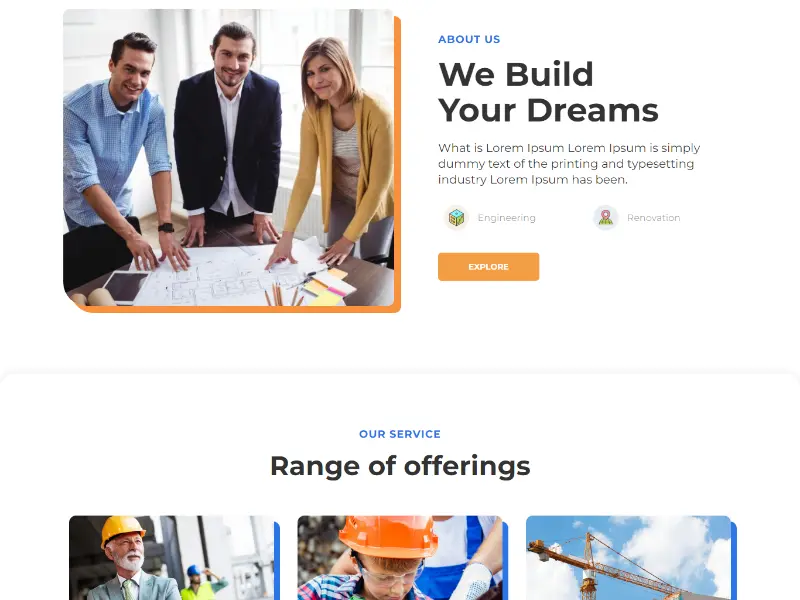 ABOUT US
We Build
Your Dreams
What is Lorem Ipsum Lorem Ipsum is simply
dummy text of the printing and typesetting
industry Lorem Ipsum has been.
Engineering
Renovation
EXPLORE
OUR SERVICE
Range of offerings